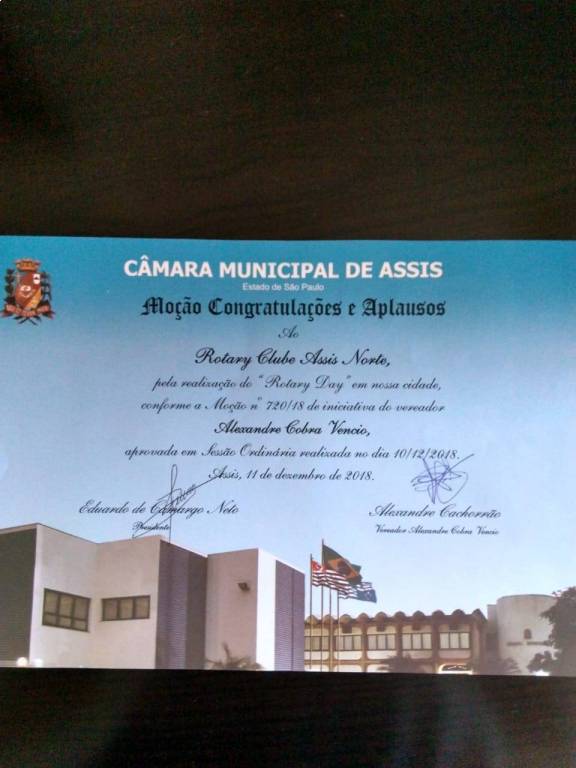 CÂMARA MUNICIPAL DE ASSIS
Estado de São Paulo
Moção Congratulações e Aplausos
Ao
Rotary Clube Assis Norte,
pela realização do "Rotary Day" em nossa cidade,
conforme a Moção nº 720/18 de iniciativa do vereador
Alexandre Cobra Vencio,
aprovada em Sessão Ordinária realizada no dia 10/12/2018.
Assis, 11 de dezembro de 2018.
Eduardo de Camargo Neto
Presidente
Alexandre Cachorrão
Vereador Alexandre Cobra Vencio